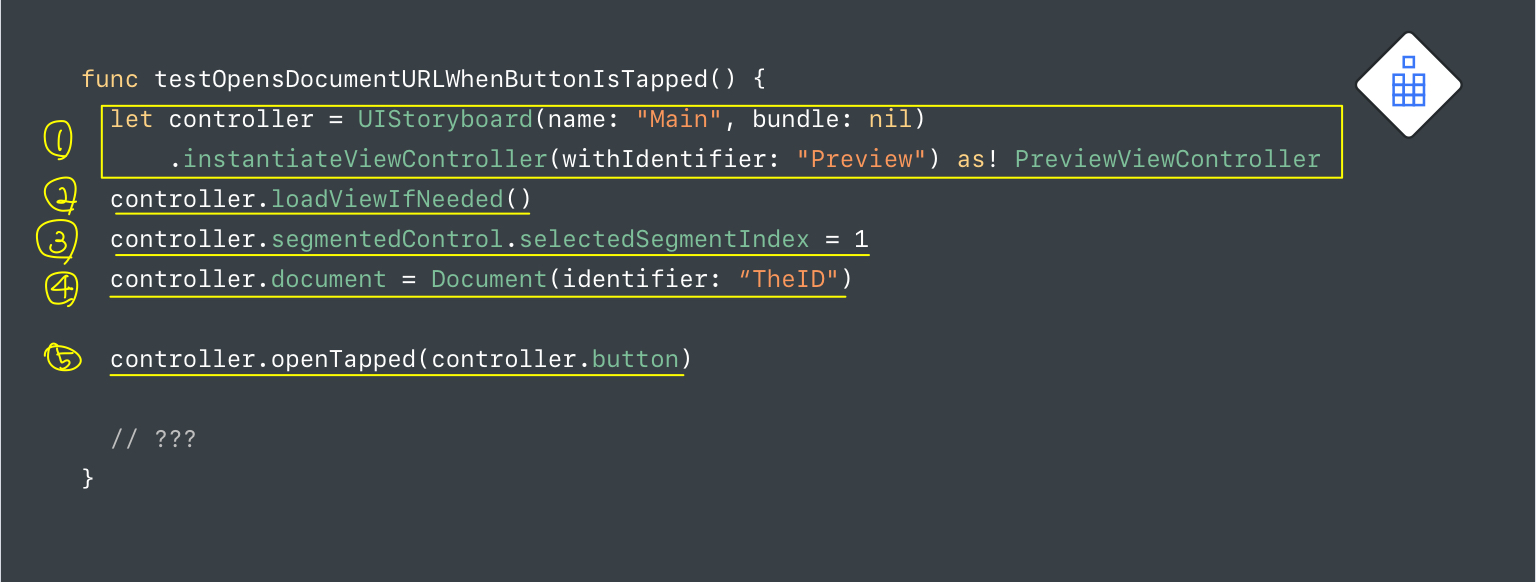 func testOpensDocumentURLWhenButtonIsTapped() {
① let controller = UIStoryboard(name: "Main", bundle: nil)
.instantiateViewController(withIdentifier: "Preview") as! PreviewViewController
② controller.loadViewIfNeeded()
③ controller.segmentedControl.selectedSegmentIndex = 1
④ controller.document = Document(identifier: “TheID")
⑤ controller.openTapped(controller.button)
// ???
}